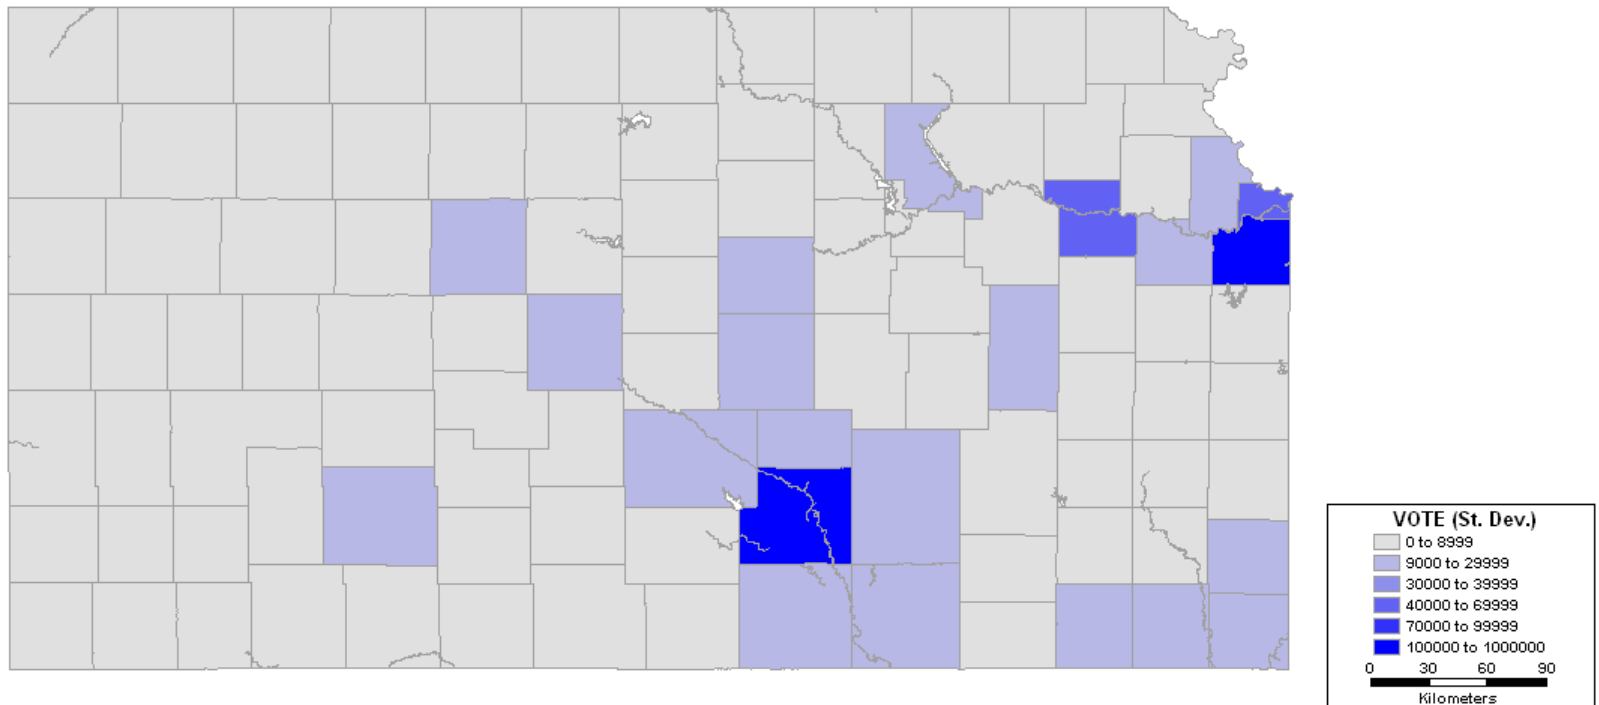 VOTE (St. Dev.)
0 to 8999
9000 to 29999
30000 to 39999
40000 to 69999
70000 to 99999
100000 to 1000000
0 30 60 90
Kilometers